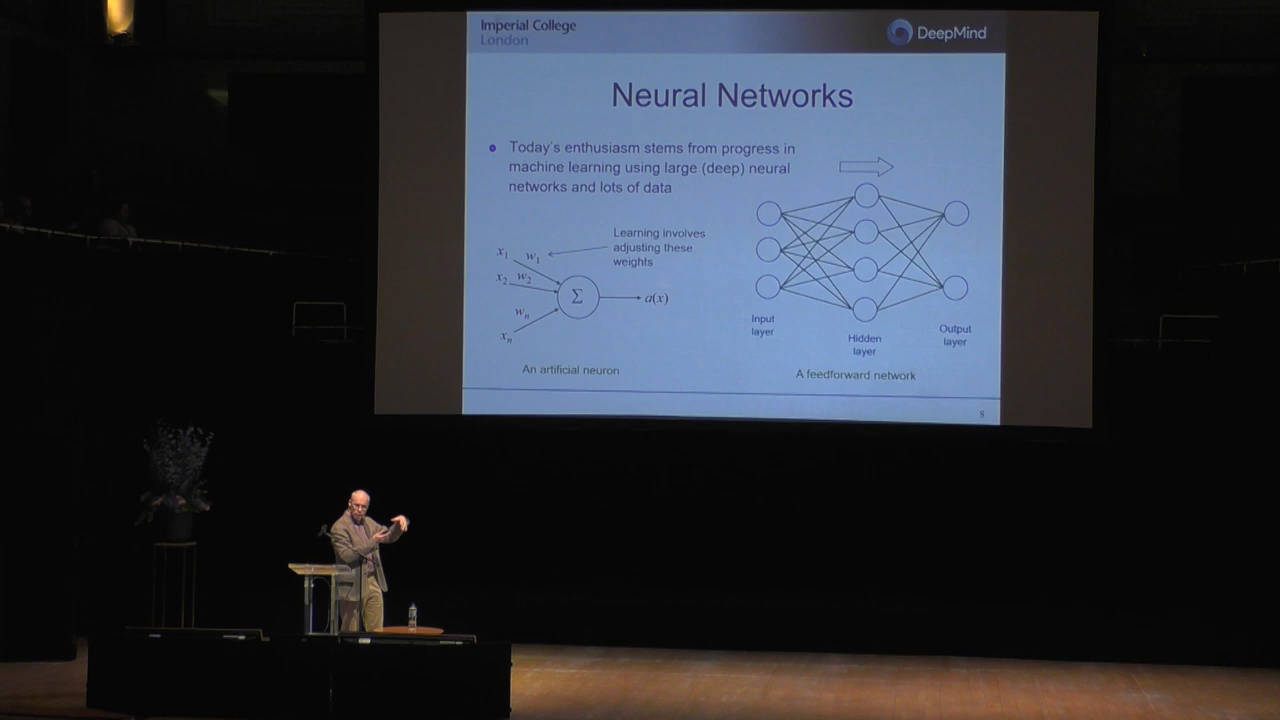 Imperial College
London
DeepMind
Neural Networks
Today's enthusiasm stems from progress in
machine learning using large (deep) neural
networks and lots of data
Learning involves
adjusting these
weights
x1 w1
x2 w2
wn
xn
Σ
a(x)
An artificial neuron
Input
layer
Hidden
layer
Output
layer
A feedforward network
8